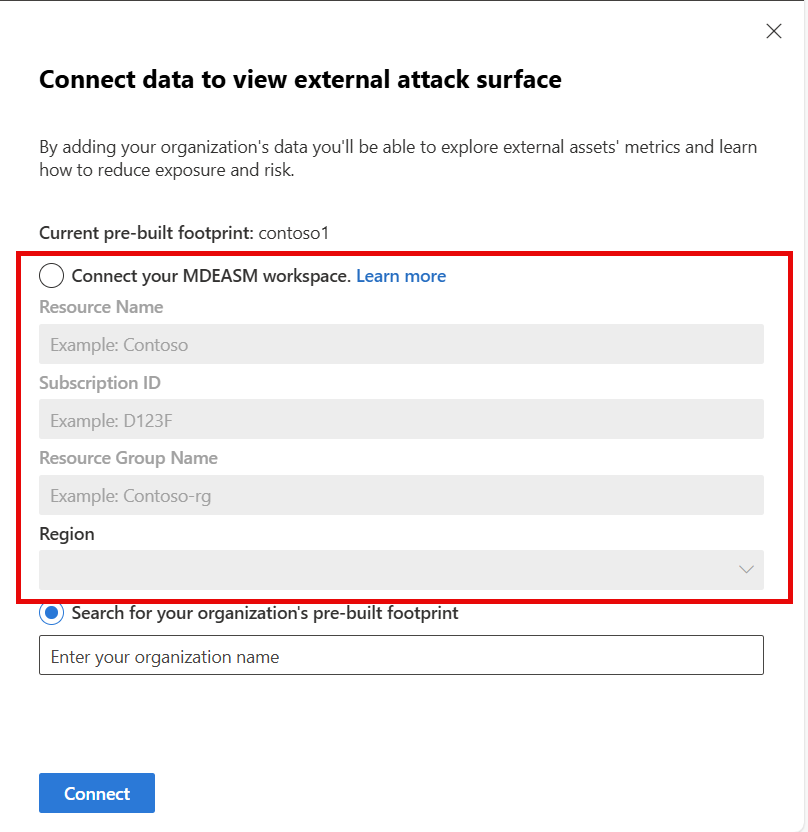 Connect data to view external attack surface
By adding your organization's data you'll be able to explore external assets' metrics and learn
how to reduce exposure and risk.
Current pre-built footprint: contoso1
Connect your MDEASM workspace. Learn more
Resource Name
Example: Contoso
Subscription ID
Example: D123F
Resource Group Name
Example: Contoso-rg
Region
Search for your organization's pre-built footprint
Enter your organization name
Connect